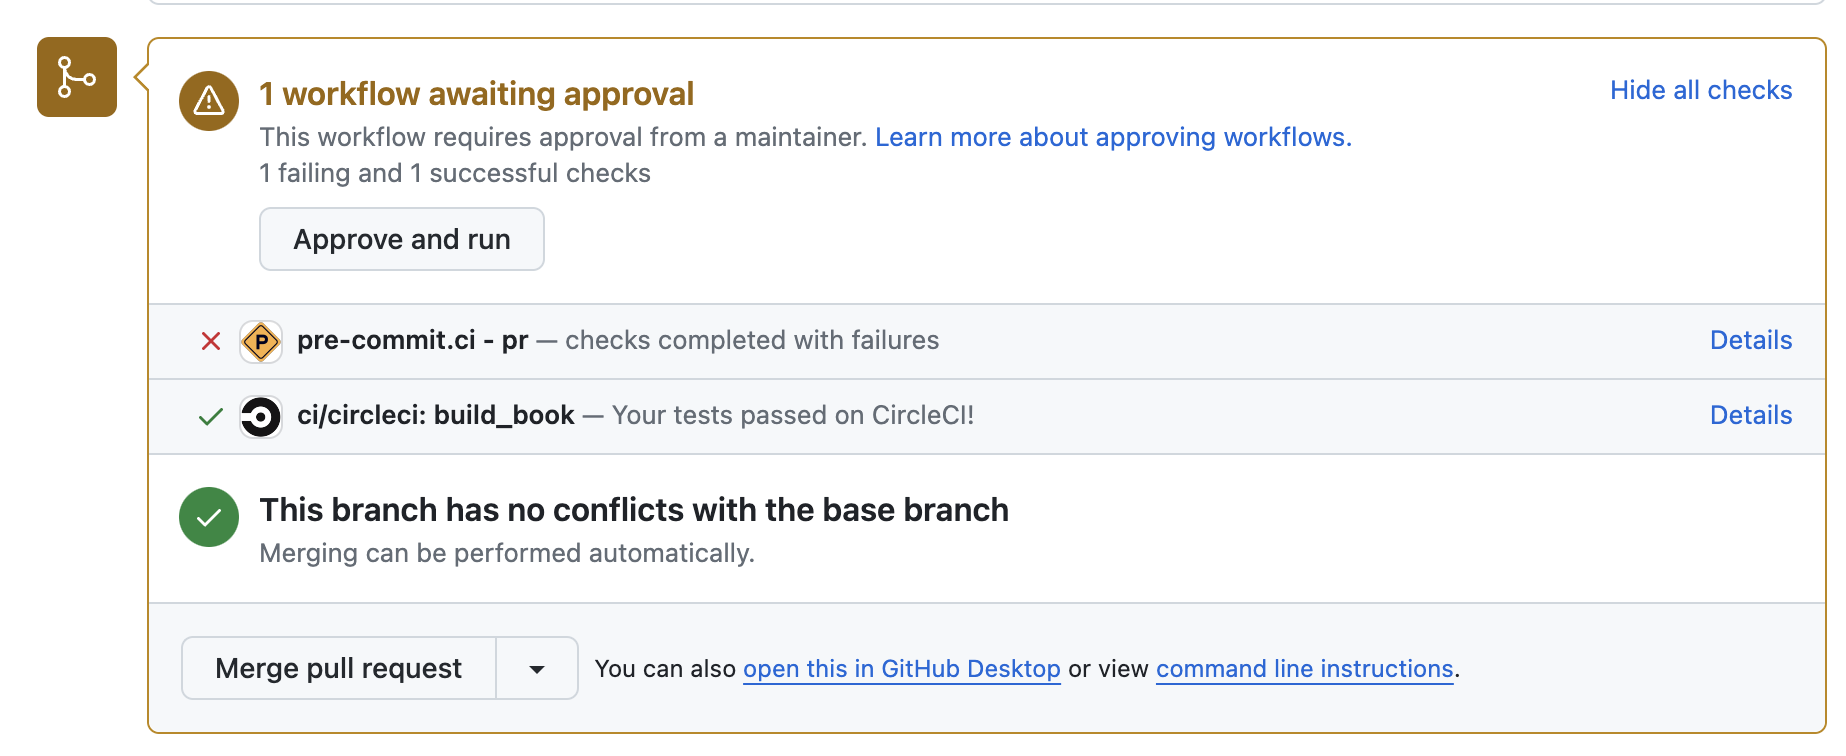 1 workflow awaiting approval
Hide all checks
This workflow requires approval from a maintainer. Learn more about approving workflows.
1 failing and 1 successful checks
Approve and run
P pre-commit.ci - pr — checks completed with failures
Details
ci/circleci: build_book — Your tests passed on CircleCI!
Details
This branch has no conflicts with the base branch
Merging can be performed automatically.
Merge pull request
You can also open this in GitHub Desktop or view command line instructions.